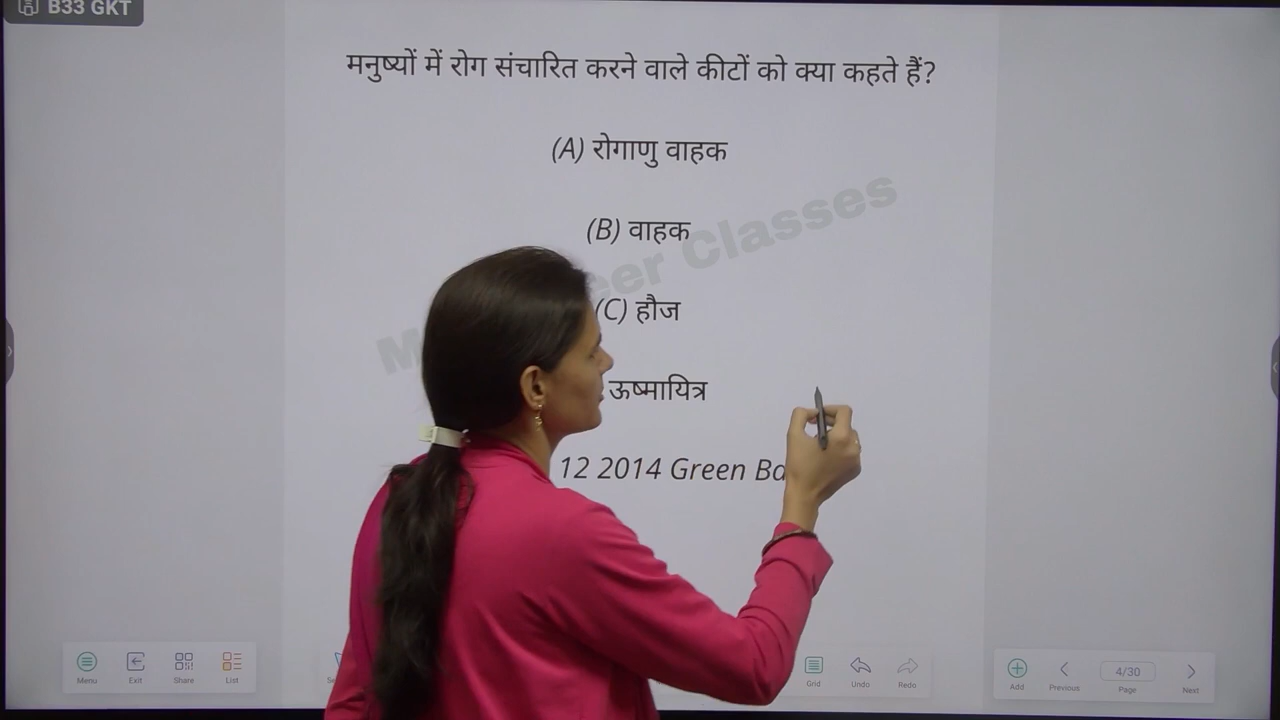 B33 GKT
मनुष्यों में रोग संचारित करने वाले कीटों को क्या कहते हैं?
(A) रोगाणु वाहक
(B) वाहक
(C) हौज
ऊष्मायित्र
12 2014 Green
Classes
Menu
Exit
Share
List
Grid
Undo
Redo
Add
Previous
4/30
Page
Next